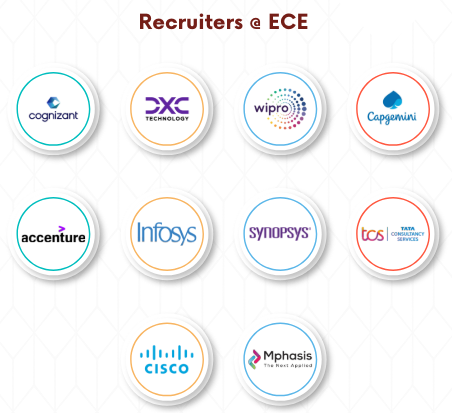 Recruiters @ ECE
cognizant
DXC
TECHNOLOGY
wipro
Capgemini
accenture
Infosys
SYNOPSYS®
tcs
TATA
CONSULTANCY
SERVICES
CISCO
Mphasis
The Next Applied